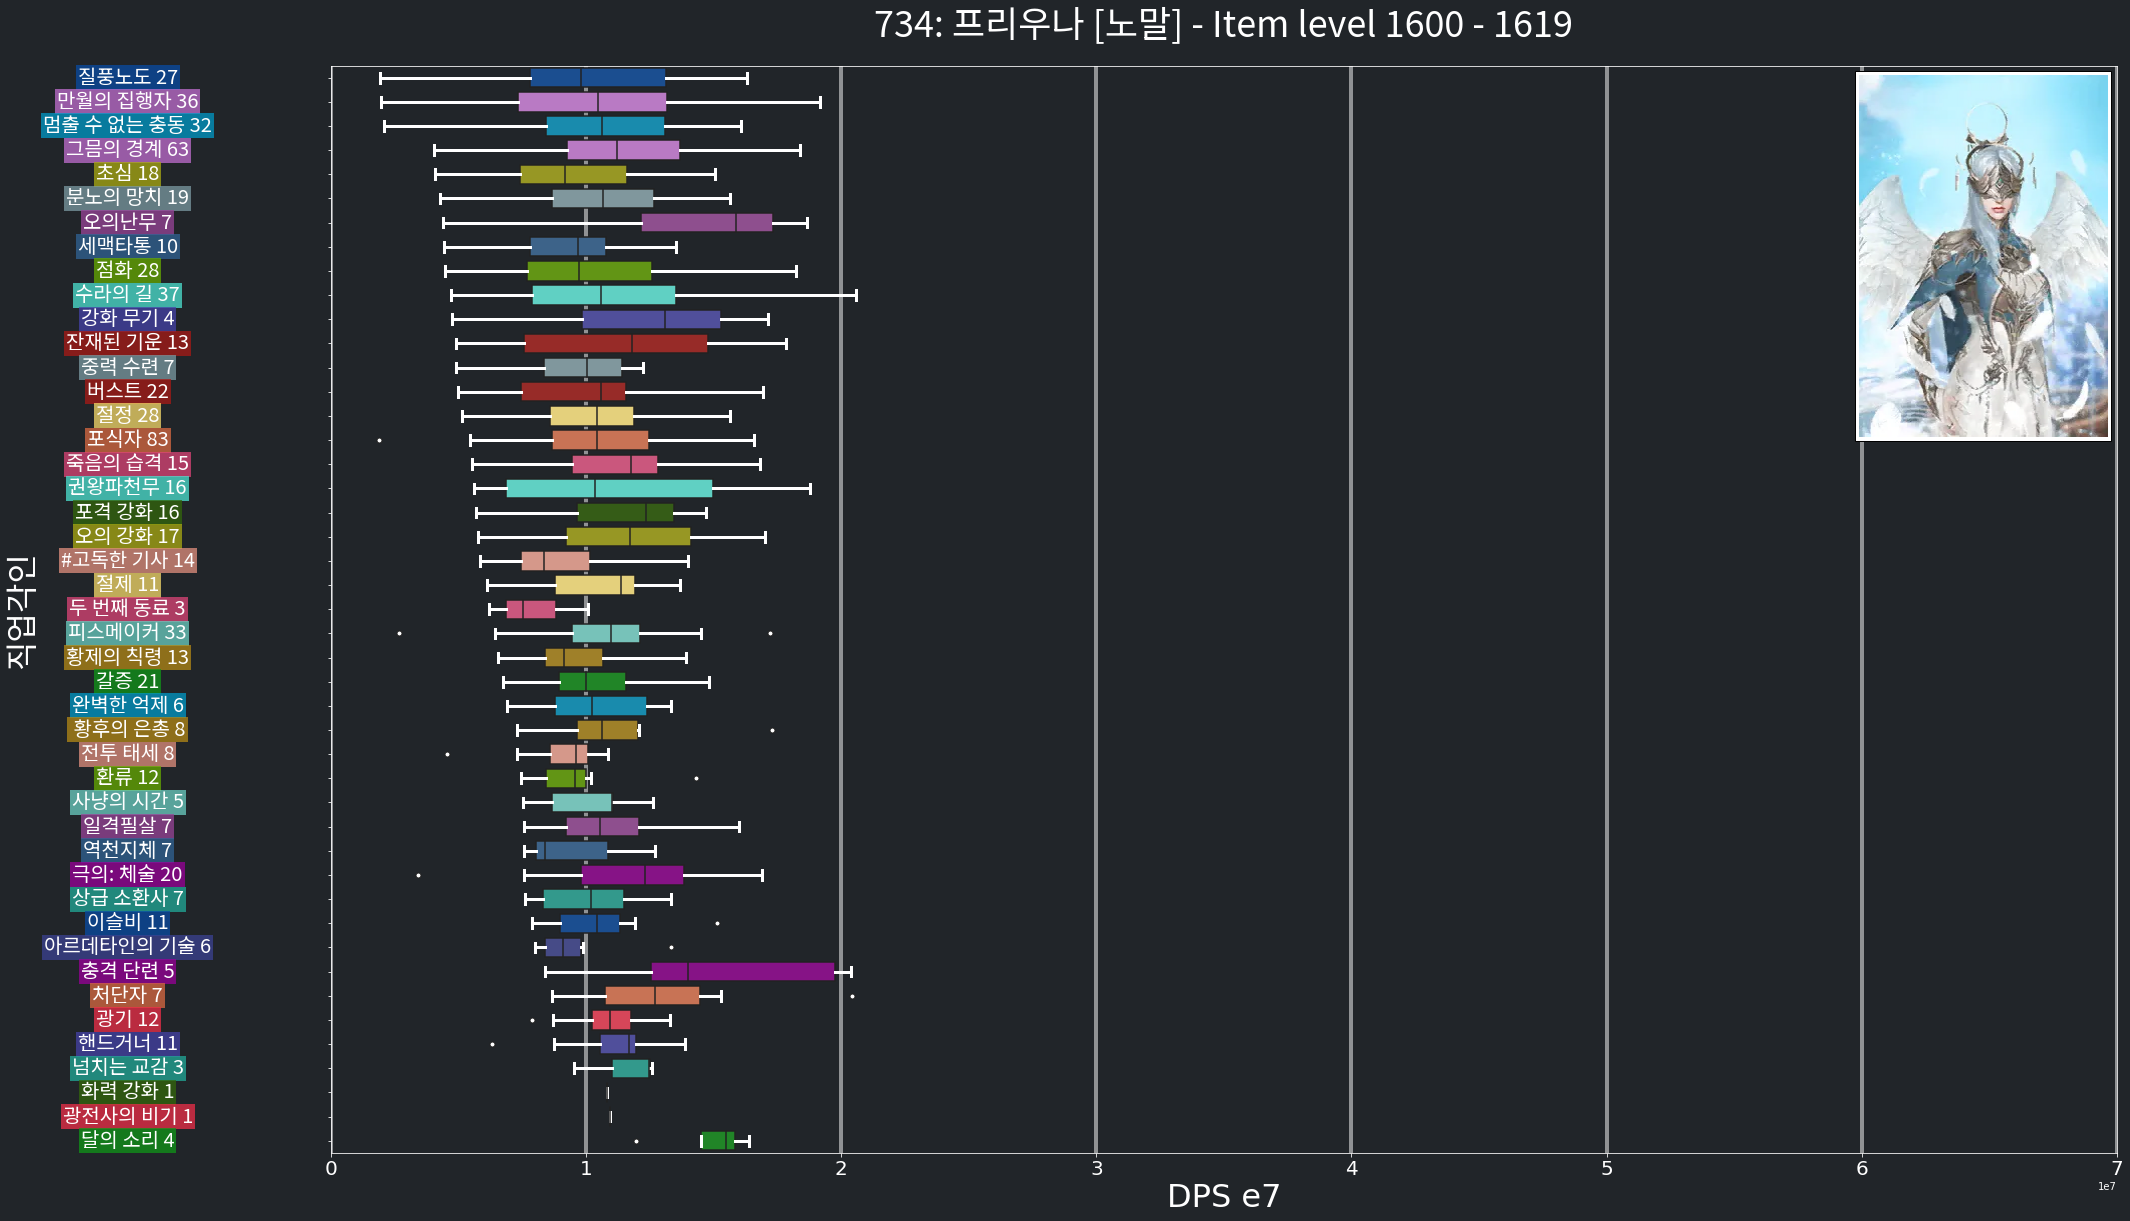 734: 프리우나 [노말] - Item level 1600 - 1619
질풍노도 27
만월의 집행자 36
멈출 수 없는 충동 32
그믐의 경계 63
초심 18
분노의 망치 19
오의난무 7
세맥타통 10
점화 28
수라의 길 37
강화 무기 4
잔재된 기운 13
중력 수련 7
버스트 22
절정 28
포식자 83
죽음의 습격 15
권왕파천무 16
포격 강화 16
오의 강화 17
#고독한 기사 14
절제 11
두 번째 동료 3
피스메이커 33
황제의 칙령 13
갈증 21
완벽한 억제 6
황후의 은총 8
전투 태세 8
환류 12
사냥의 시간 5
일격필살 7
역천지체 7
극의: 체술 20
상급 소환사 7
이슬비 11
아르데타인의 기술 6
충격 단련 5
처단자 7
광기 12
핸드거너 11
넘치는 교감 3
화력 강화 1
광전사의 비기 1
달의 소리 4
직업각인
0 1 2 3 4 5 6 7
1e7
DPS e7